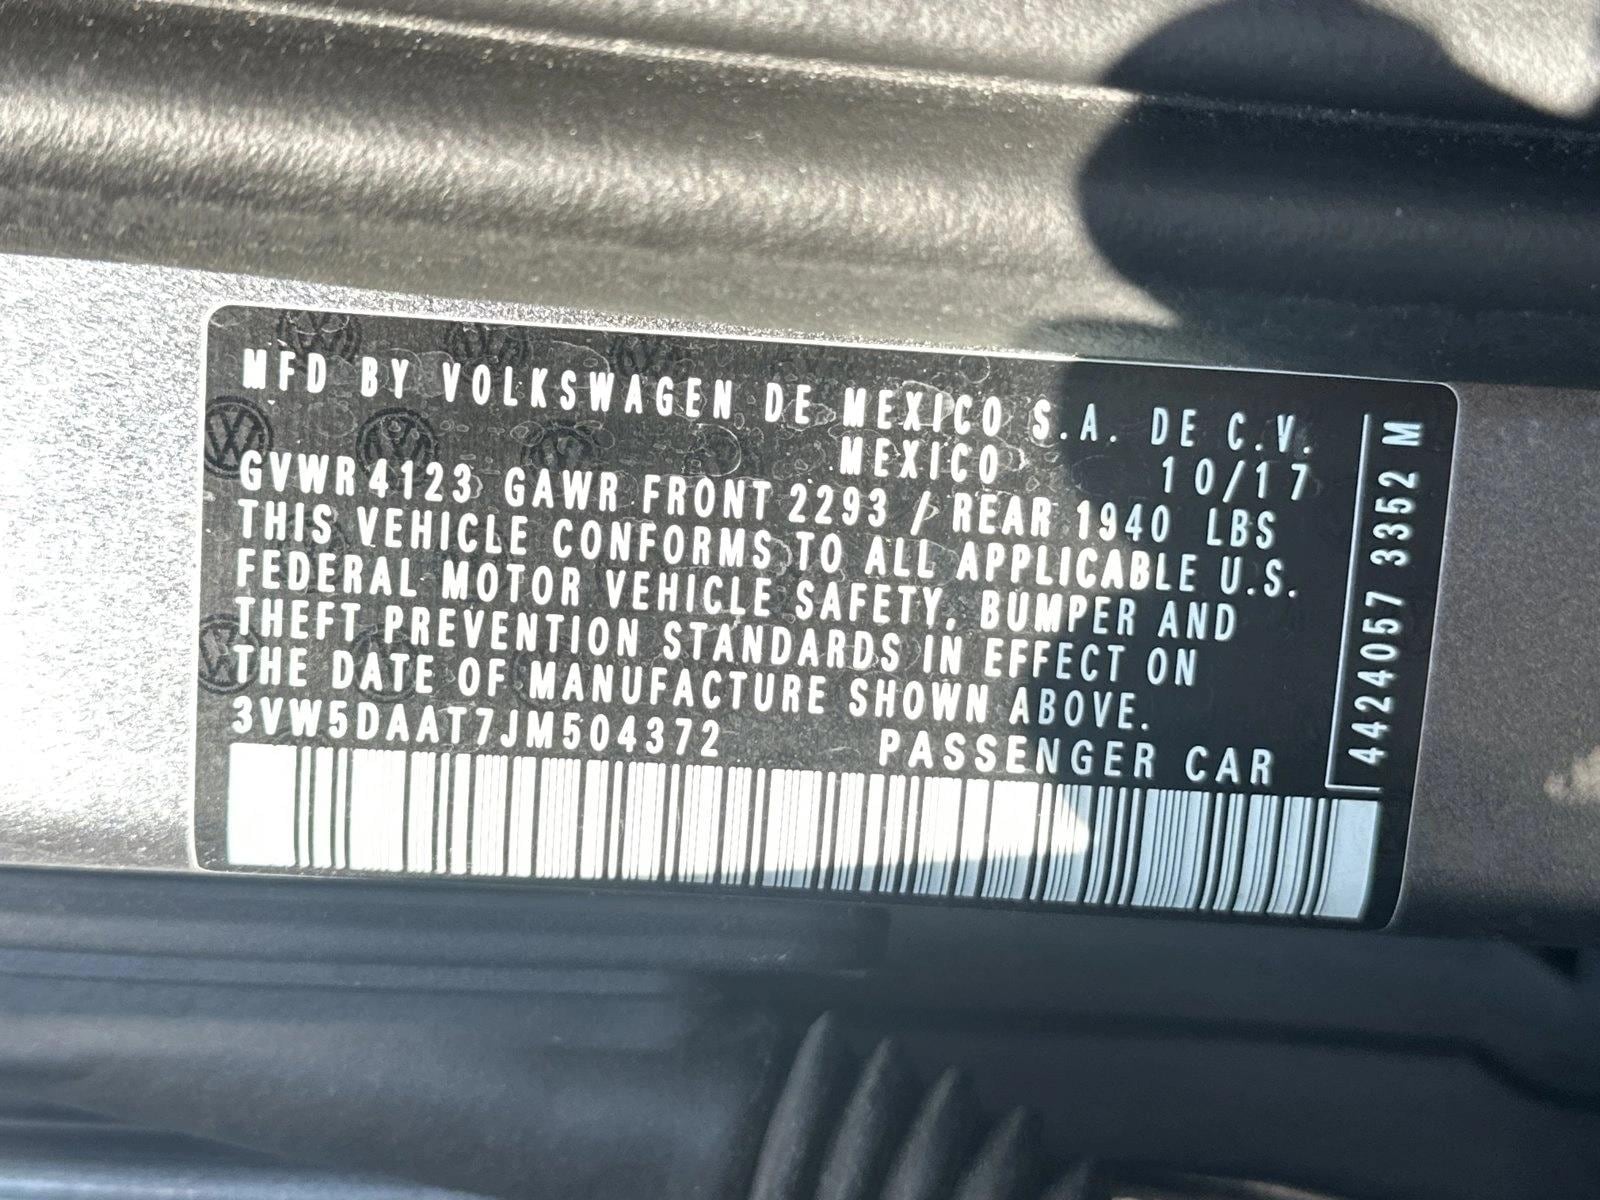 MFD BY VOLKSWAGEN DE MEXICO S.A. DE C.V.
MEXICO 10/17
GVWR 4123 GAWR FRONT 2293 / REAR 1940 LBS
THIS VEHICLE CONFORMS TO ALL APPLICABLE U.S.
FEDERAL MOTOR VEHICLE SAFETY, BUMPER AND
THEFT PREVENTION STANDARDS IN EFFECT ON
THE DATE OF MANUFACTURE SHOWN ABOVE.
3VW5DAAT7JM504372 PASSENGER CAR
4424057 3352 M